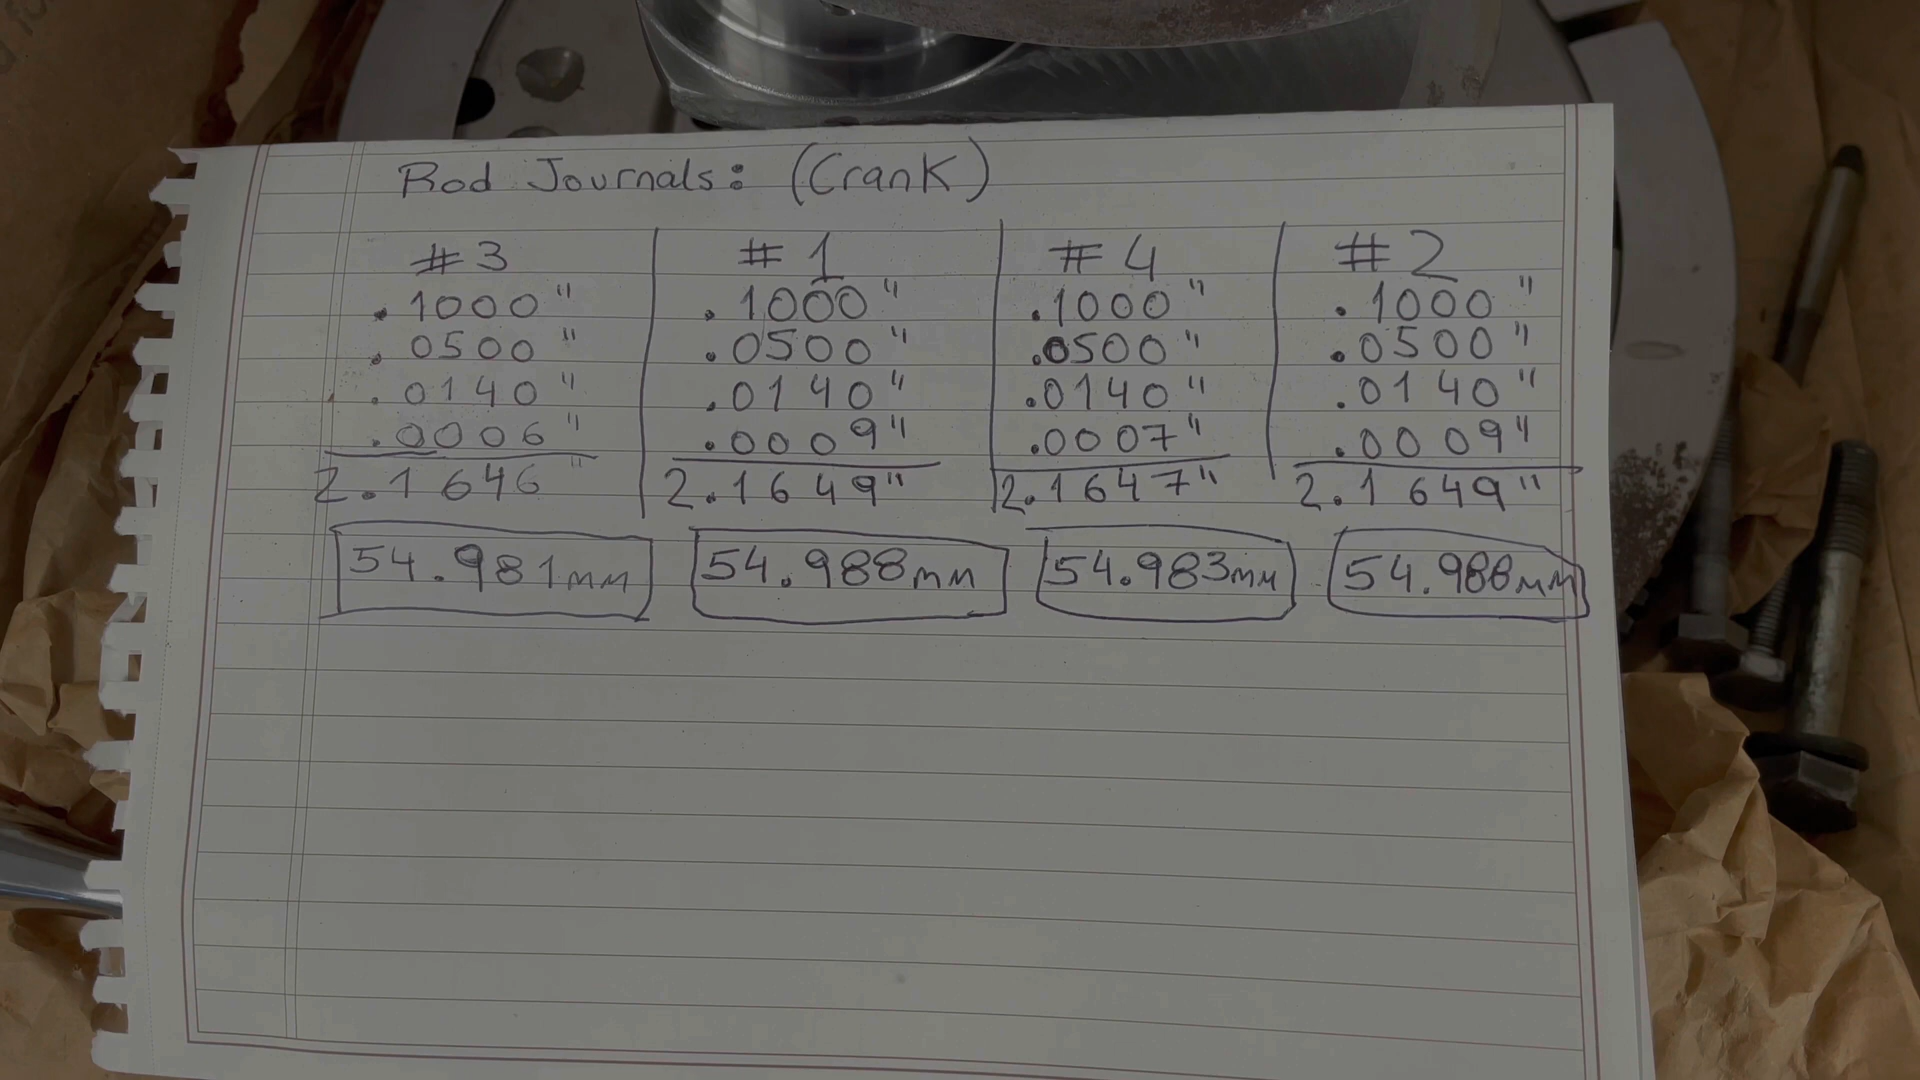 Rod Journals: (Crank)
#3 #1 #4 #2
.1000" .1000" .1000" .1000"
.0500" .0500" .0500" .0500"
.0140" .0140" .0140" .0140"
.0006" .0009" .0007" .0009"
2.1646" 2.1649" 2.1647" 2.1649"
54.981mm 54.988mm 54.983mm 54.988mm